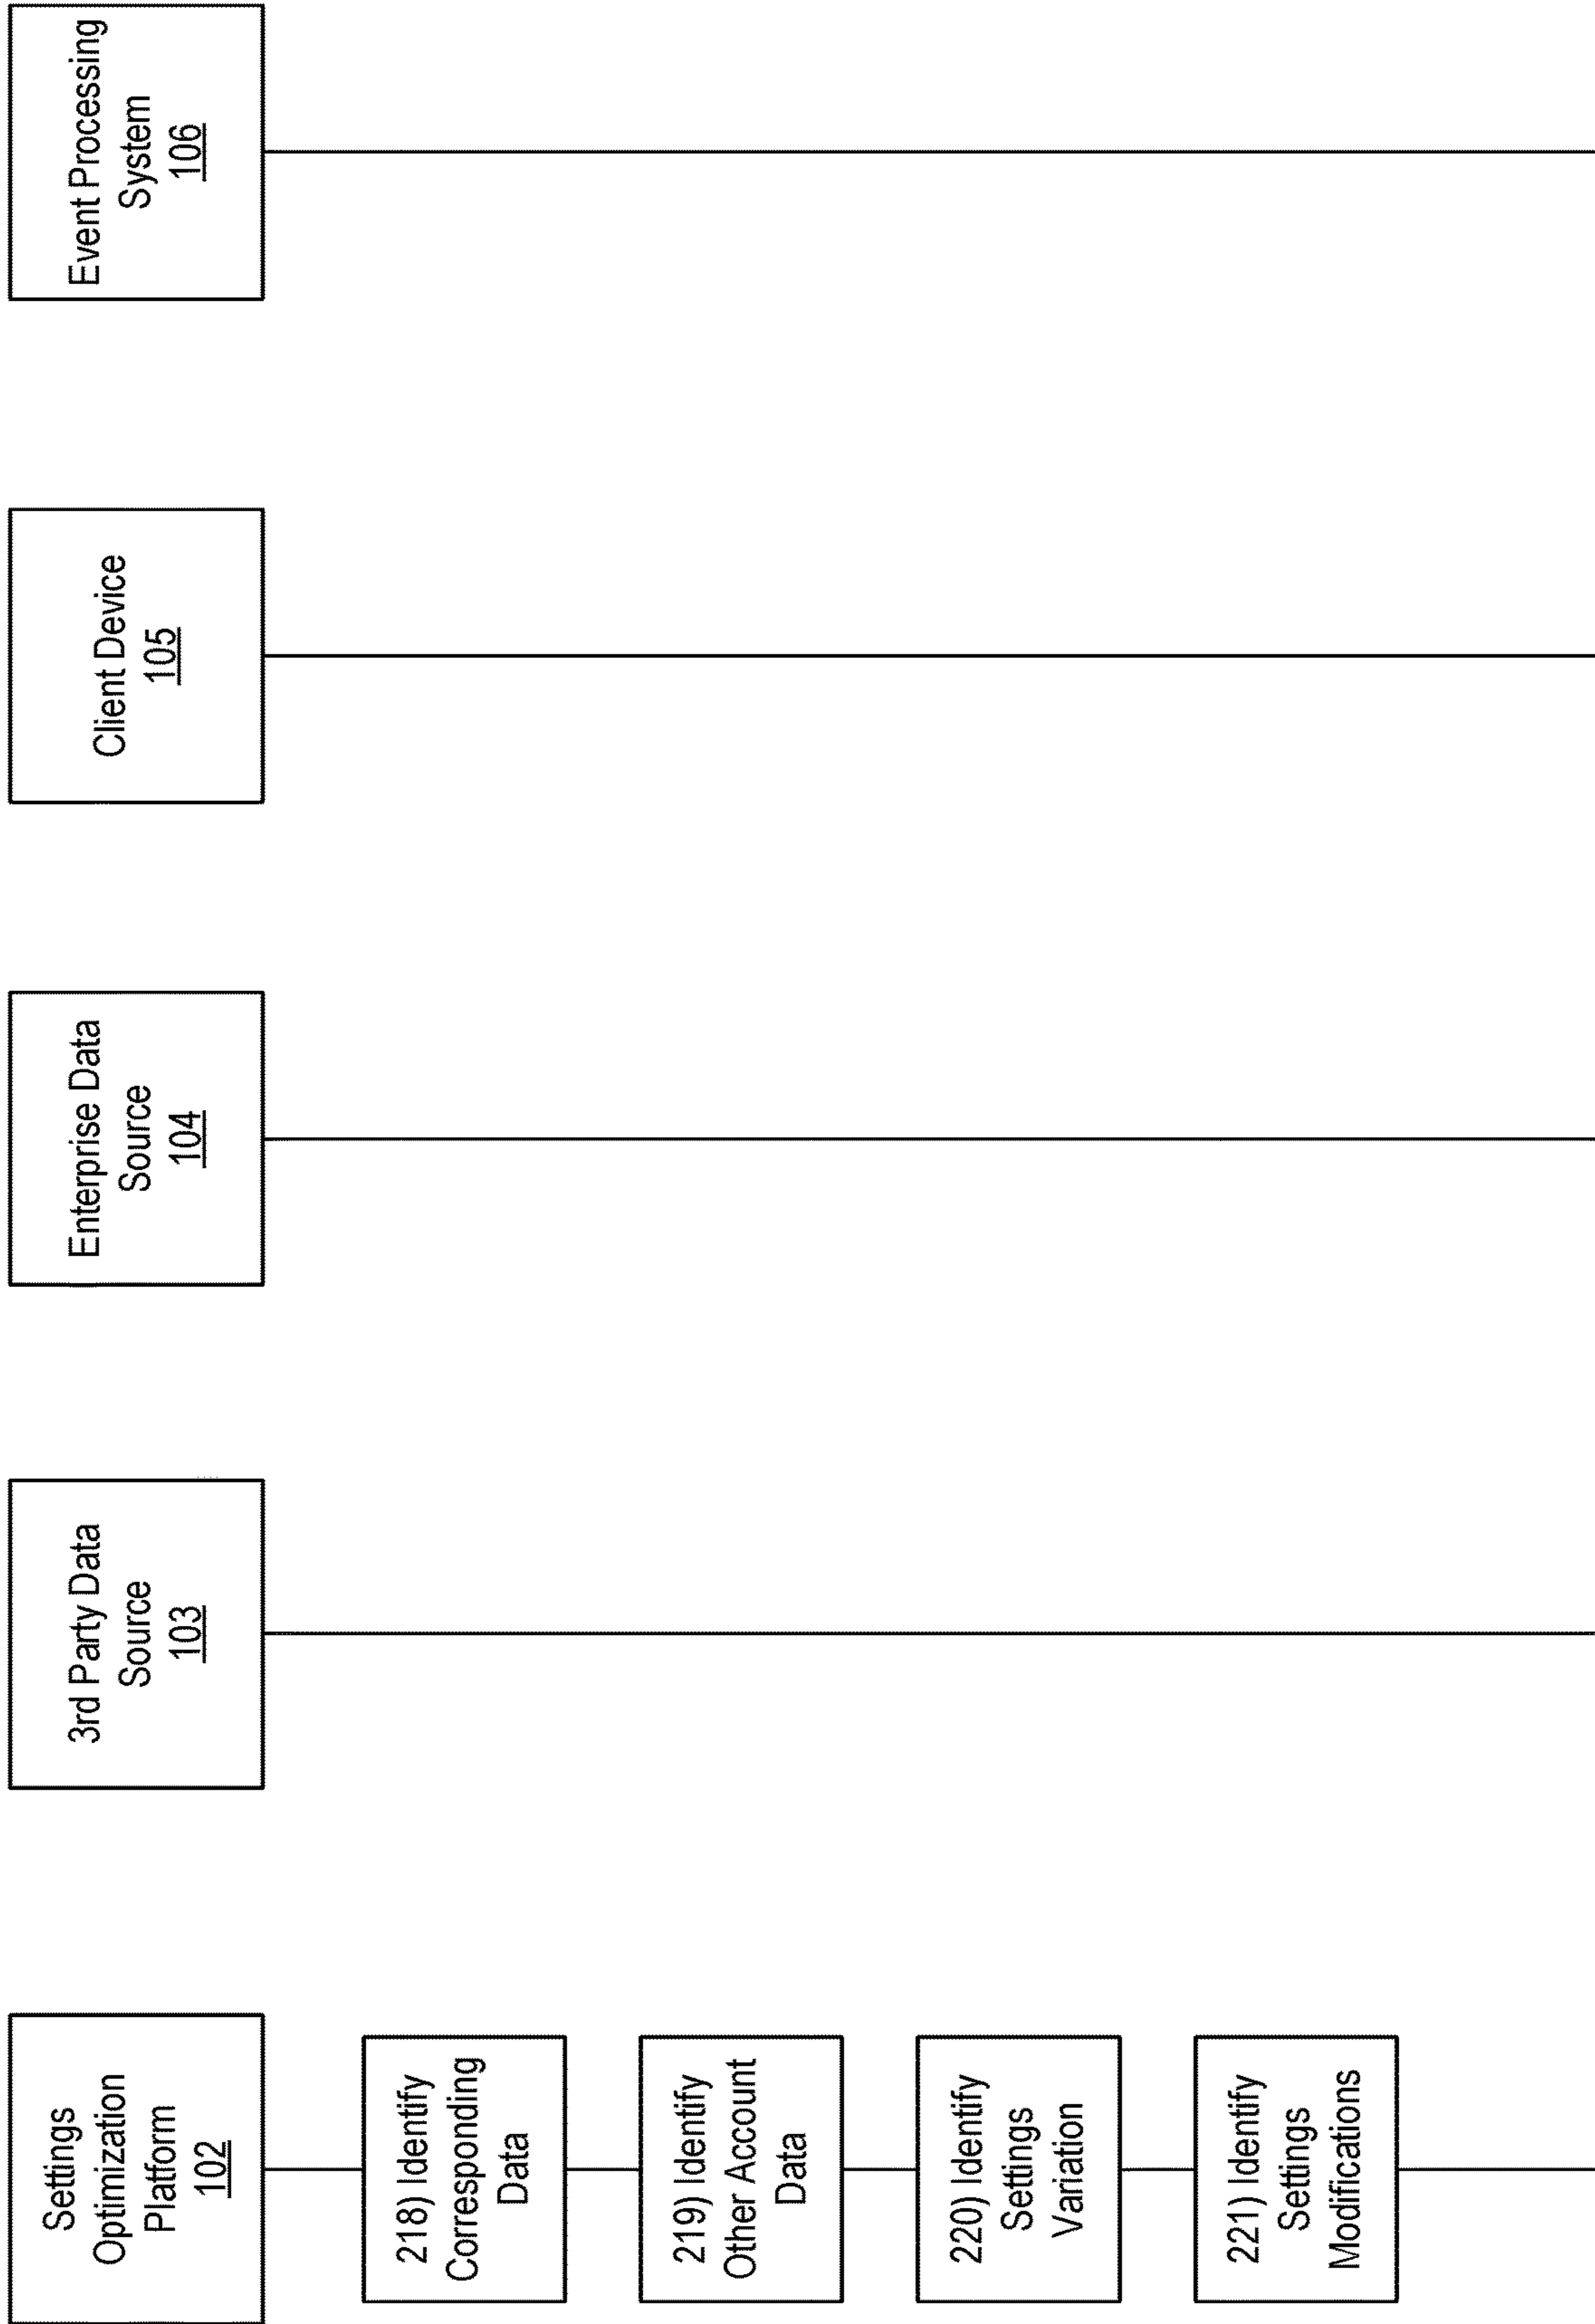 Settings
Optimization
Platform
102
3rd Party Data
Source
103
Enterprise Data
Source
104
Client Device
105
Event Processing
System
106
218) Identify
Corresponding
Data
219) Identify
Other Account
Data
220) Identify
Settings
Variation
221) Identify
Settings
Modifications